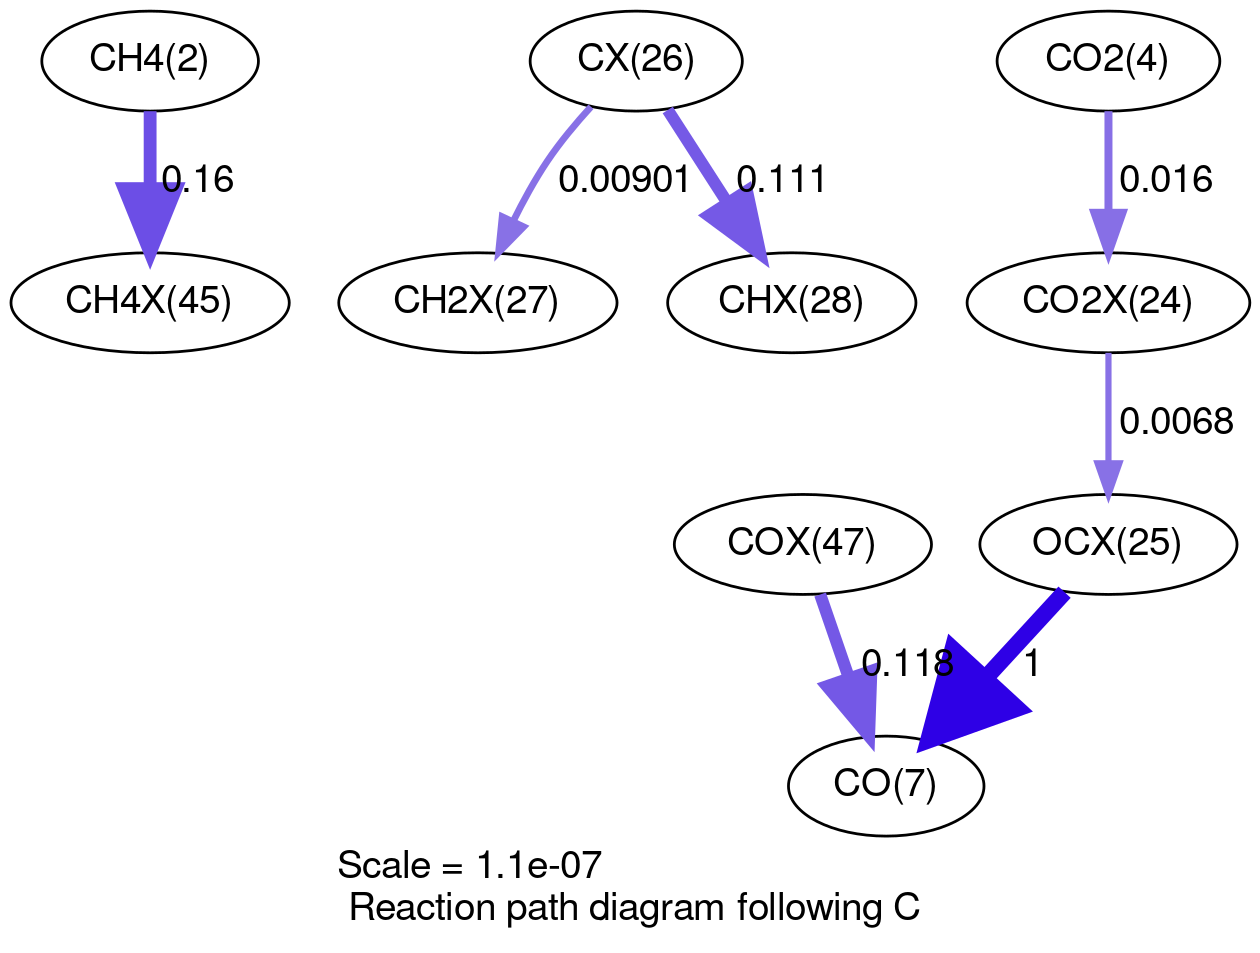 CH4(2)
CX(26)
CO2(4)
0.16
0.00901
0.111
0.016
CH4X(45)
CH2X(27)
CHX(28)
CO2X(24)
0.0068
COX(47)
OCX(25)
0.118
1
CO(7)
Scale = 1.1e-07
Reaction path diagram following C